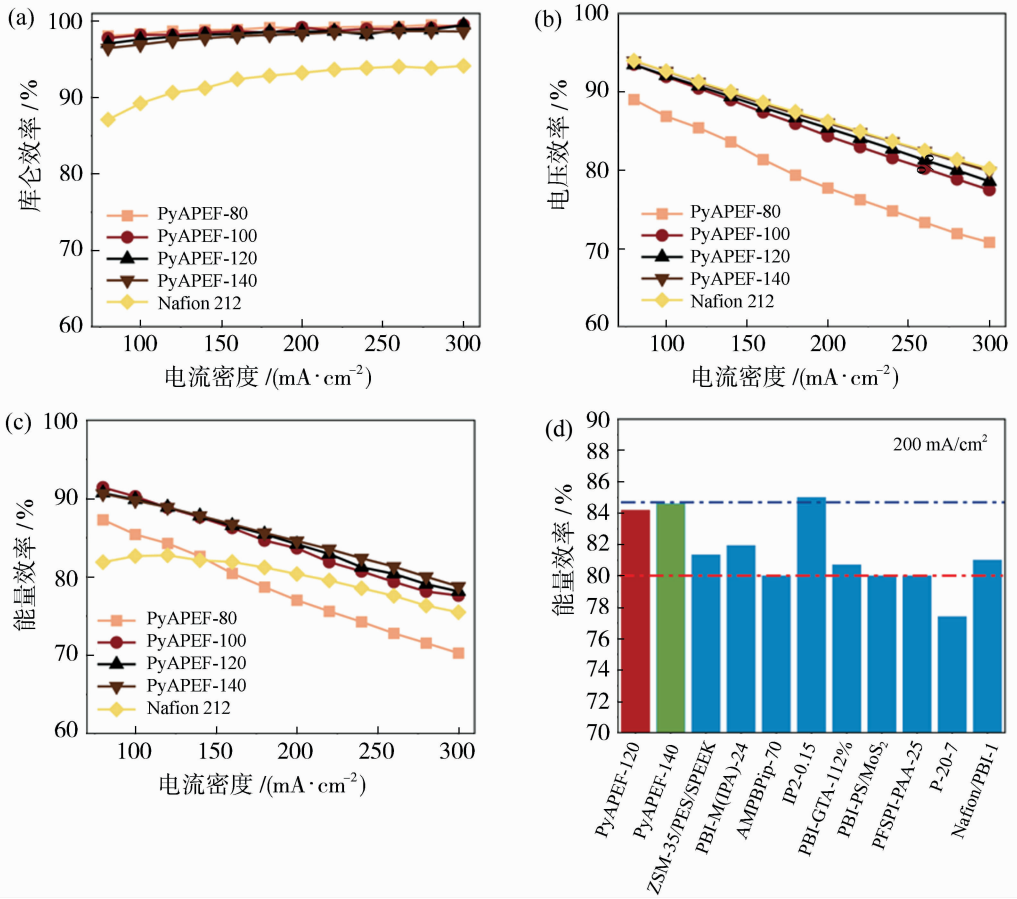 (a)
100
90
80
70
60
库仑效率 / %
PyAPEF-80
PyAPEF-100
PyAPEF-120
PyAPEF-140
Nafion 212
100
150
200
250
300
电流密度 /(mA·cm⁻²)
(b)
100
90
80
70
60
电压效率 / %
PyAPEF-80
PyAPEF-100
PyAPEF-120
PyAPEF-140
Nafion 212
100
150
200
250
300
电流密度 /(mA·cm⁻²)
(c)
100
90
80
70
60
能量效率 / %
PyAPEF-80
PyAPEF-100
PyAPEF-120
PyAPEF-140
Nafion 212
100
150
200
250
300
电流密度 /(mA·cm⁻²)
(d)
90
88
86
84
82
80
78
76
74
72
70
能量效率 / %
200 mA/cm²
PyAPEF-120
PyAPEF-140
ZSM-35/PES/SPEEK
PBI-M(IPA)-24
AMPBPip-70
IP2-0.15
PBI-GTA-112%
PBI-PS/MoS₂
PFSPI-PAA-25
P-20-7
Nafion/PBI-1